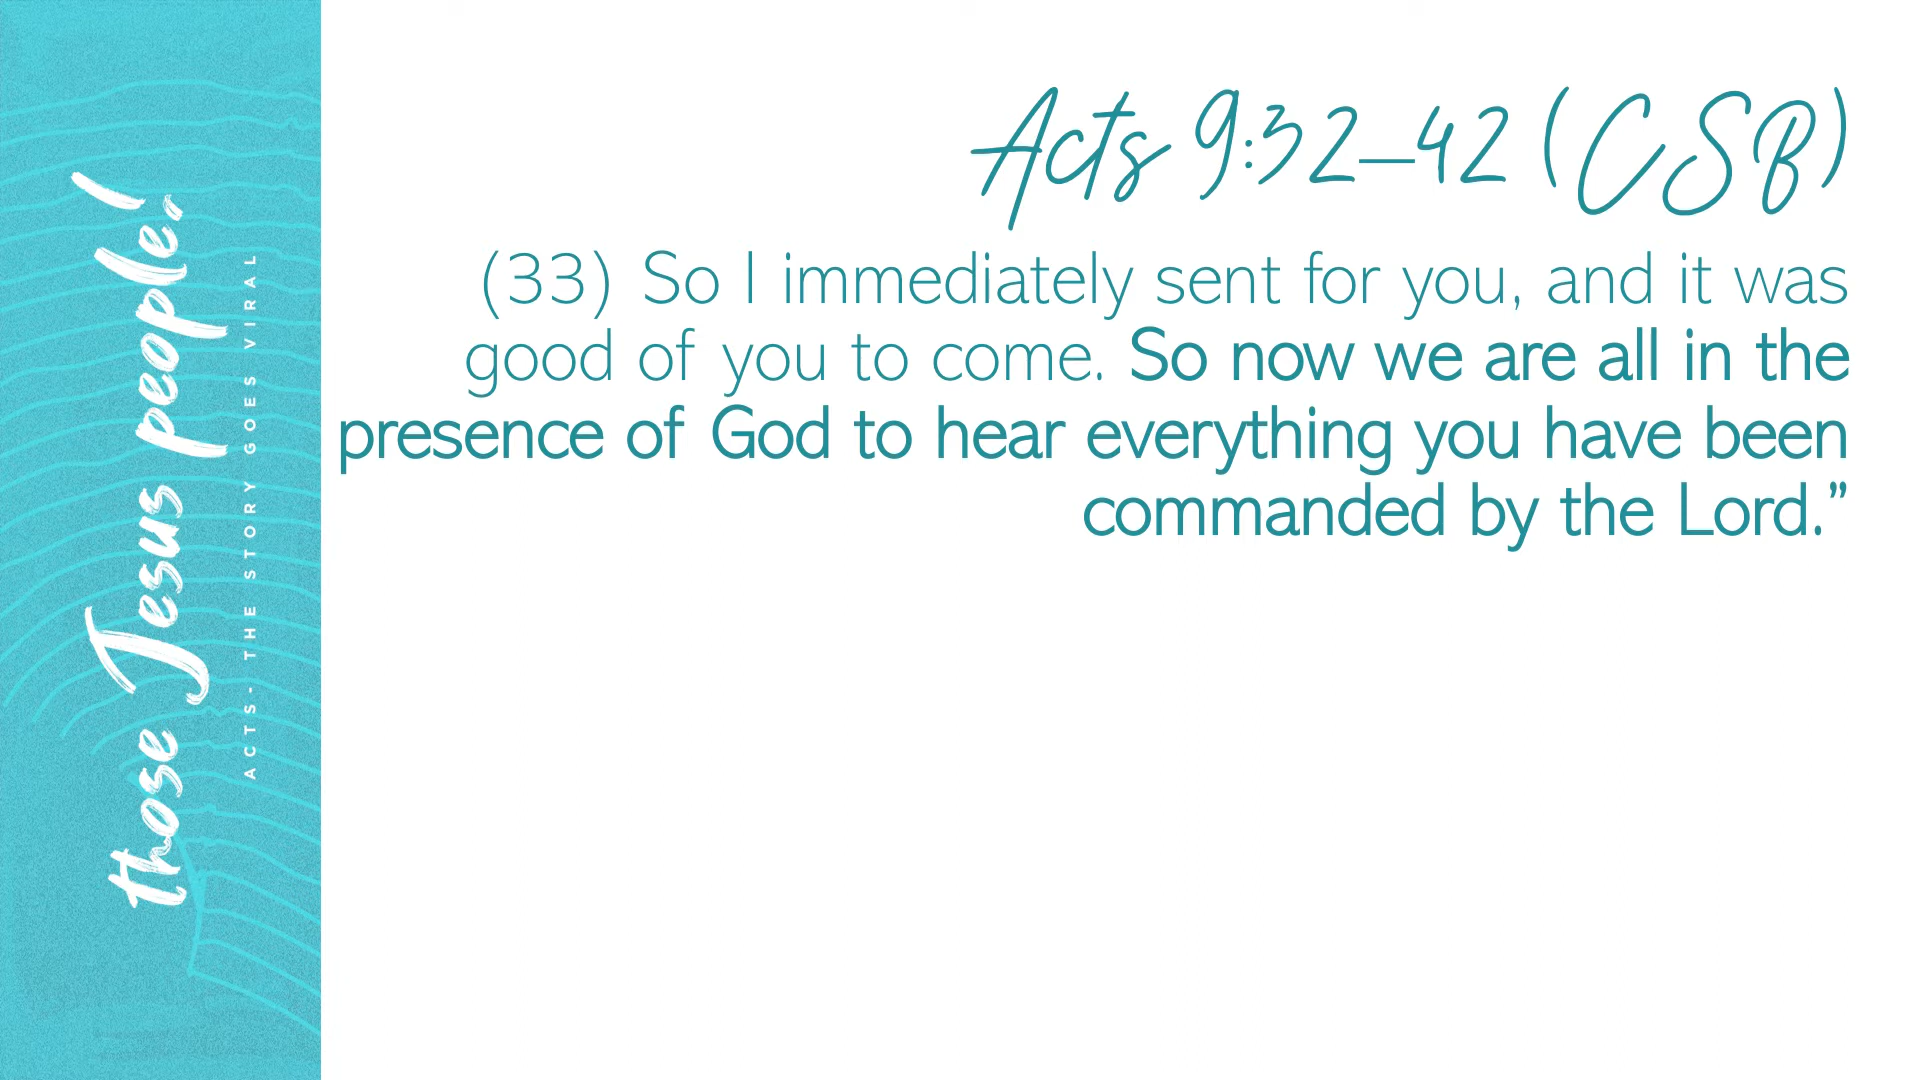 those Jesus people!
ACTS- THE STORY GOES VIRAL
Acts 9:32–42 (CSB)
(33) So I immediately sent for you, and it was
good of you to come. So now we are all in the
presence of God to hear everything you have been
commanded by the Lord.”